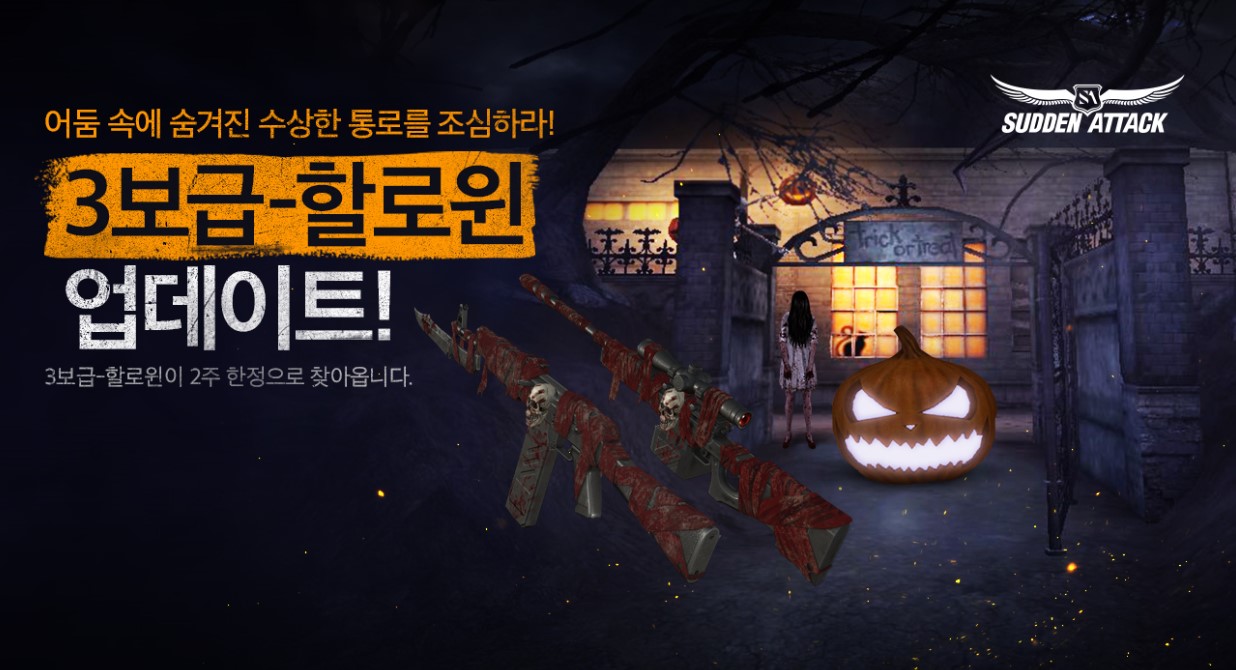 어둠 속에 숨겨진 수상한 통로를 조심하라!
3보급-할로윈
업데이트!
3보급-할로윈이 2주 한정으로 찾아옵니다.
SA
SUDDEN ATTACK
Trick
or Treat